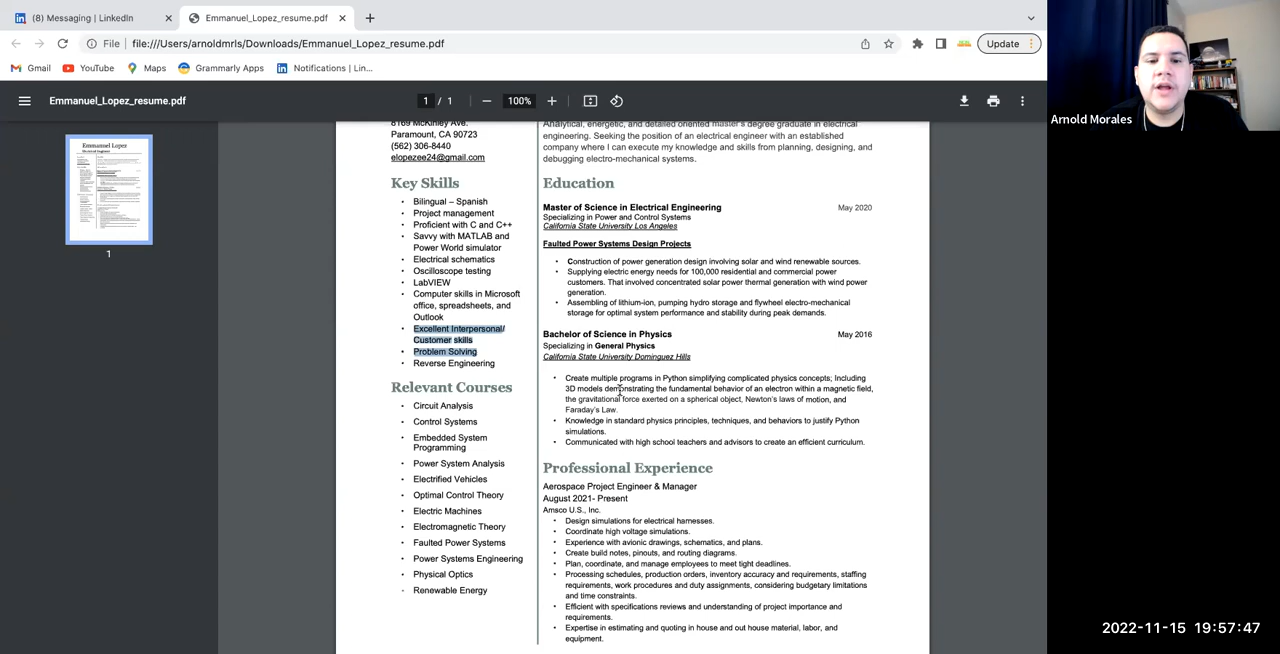 (8) Messaging | LinkedIn
Emmanuel_Lopez_resume.pdf
File
file:///Users/arnoldmrls/Downloads/Emmanuel_Lopez_resume.pdf
Update
Gmail
YouTube
Maps
Grammarly Apps
Notifications | Lin...
Emmanuel_Lopez_resume.pdf
1 / 1
100%
Arnold Morales
Emmanuel Lopez
1
8169 McKinley Ave.
Paramount, CA 90723
(562) 306-8440
elopezee24@gmail.com
Key Skills
• Bilingual – Spanish
• Project management
• Proficient with C and C++
• Savvy with MATLAB and
Power World simulator
• Electrical schematics
• Oscilloscope testing
• LabVIEW
• Computer skills in Microsoft
office, spreadsheets, and
Outlook
• Excellent Interpersonal/
Customer skills
• Problem Solving
• Reverse Engineering
Relevant Courses
• Circuit Analysis
• Control Systems
• Embedded System
Programming
• Power System Analysis
• Electrified Vehicles
• Optimal Control Theory
• Electric Machines
• Electromagnetic Theory
• Faulted Power Systems
• Power Systems Engineering
• Physical Optics
• Renewable Energy
Analytical, energetic, and detailed oriented master's degree graduate in electrical
engineering. Seeking the position of an electrical engineer with an established
company where I can execute my knowledge and skills from planning, designing, and
debugging electro-mechanical systems.
Education
Master of Science in Electrical Engineering May 2020
Specializing in Power and Control Systems
California State University Los Angeles
Faulted Power Systems Design Projects
• Construction of power generation design involving solar and wind renewable sources.
• Supplying electric energy needs for 100,000 residential and commercial power
customers. That involved concentrated solar power thermal generation with wind power
generation.
• Assembling of lithium-ion, pumping hydro storage and flywheel electro-mechanical
storage for optimal system performance and stability during peak demands.
Bachelor of Science in Physics May 2016
Specializing in General Physics
California State University Dominguez Hills
• Create multiple programs in Python simplifying complicated physics concepts; Including
3D models demonstrating the fundamental behavior of an electron within a magnetic field,
the gravitational force exerted on a spherical object, Newton's laws of motion, and
Faraday's Law.
• Knowledge in standard physics principles, techniques, and behaviors to justify Python
simulations.
• Communicated with high school teachers and advisors to create an efficient curriculum.
Professional Experience
Aerospace Project Engineer & Manager
August 2021- Present
Amsco U.S., Inc.
• Design simulations for electrical harnesses.
• Coordinate high voltage simulations.
• Experience with avionic drawings, schematics, and plans.
• Create build notes, pinouts, and routing diagrams.
• Plan, coordinate, and manage employees to meet tight deadlines.
• Processing schedules, production orders, inventory accuracy and requirements, staffing
requirements, work procedures and duty assignments, considering budgetary limitations
and time constraints.
• Efficient with specifications reviews and understanding of project importance and
requirements.
• Expertise in estimating and quoting in house and out house material, labor, and
equipment.
2022-11-15 19:57:47